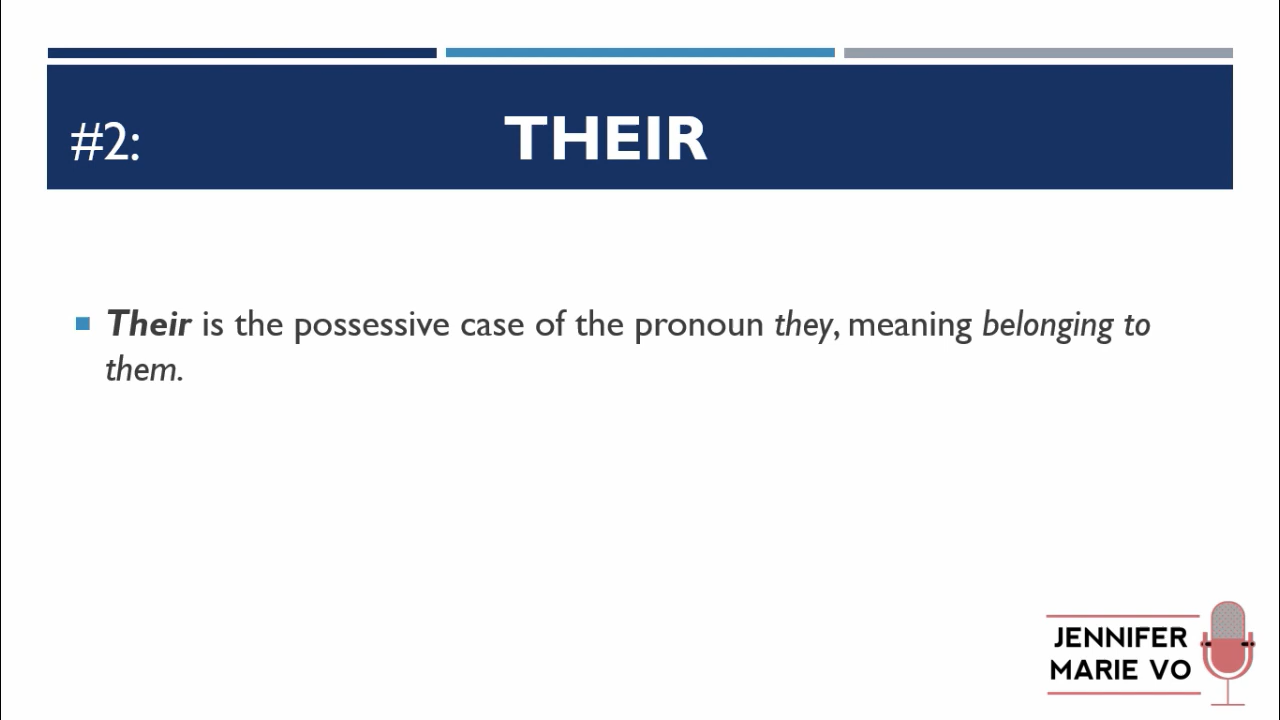 #2:
THEIR
Their is the possessive case of the pronoun they, meaning belonging to
them.
JENNIFER
MARIE VO